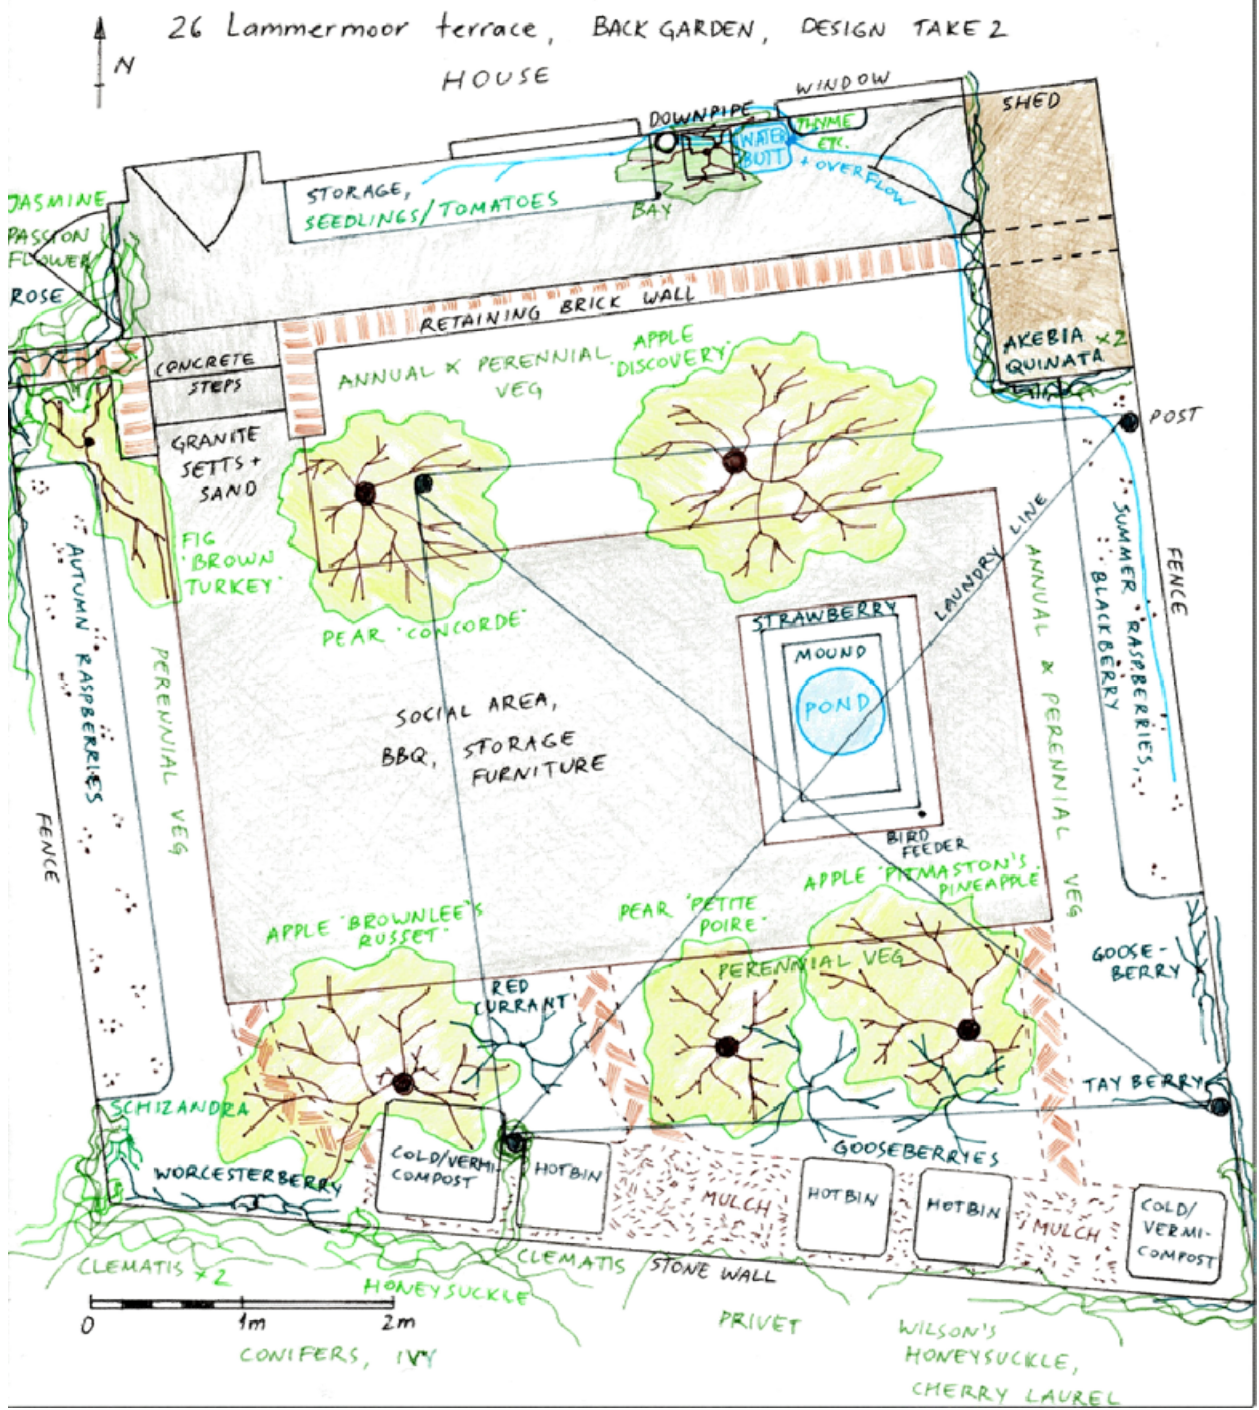 26 Lammermoor terrace, BACK GARDEN, DESIGN TAKE 2
N
HOUSE
WINDOW
DOWNPIPE
SHED
THYME
ETC.
WATER
BUTT
+ OVERFLOW
STORAGE,
SEEDLINGS/TOMATOES
BAY
JASMINE
PASSION
FLOWER
ROSE
RETAINING BRICK WALL
CONCRETE
STEPS
ANNUAL & PERENNIAL
VEG
APPLE
'DISCOVERY'
AKEBIA ×2
QUINATA
POST
GRANITE
SETTS +
SAND
FIG
'BROWN
TURKEY'
PEAR 'CONCORDE'
LAUNDRY LINE
STRAWBERRY
MOUND
POND
AUTUMN RASPBERRIES
PERENNIAL VEG
FENCE
SOCIAL AREA,
BBQ, STORAGE
FURNITURE
ANNUAL & PERENNIAL VEG
SUMMER RASPBERRIES,
BLACKBERRY
FENCE
BIRD
FEEDER
APPLE 'PITMASTON'S
PINEAPPLE'
PEAR 'PETITE
POIRE'
APPLE 'BROWNLEE'S
RUSSET'
PERENNIAL VEG
RED
CURRANT
GOOSE-
BERRY
TAY BERRY
SCHIZANDRA
WORCESTERBERRY
COLD/VERMI-
COMPOST
HOTBIN
GOOSEBERRYES
MULCH
HOTBIN
HOTBIN
MULCH
COLD/
VERMI-
COMPOST
CLEMATIS ×2
HONEYSUCKLE
CLEMATIS
STONE WALL
0 1m 2m
CONIFERS, IVY
PRIVET
WILSON'S
HONEYSUCKLE,
CHERRY LAUREL